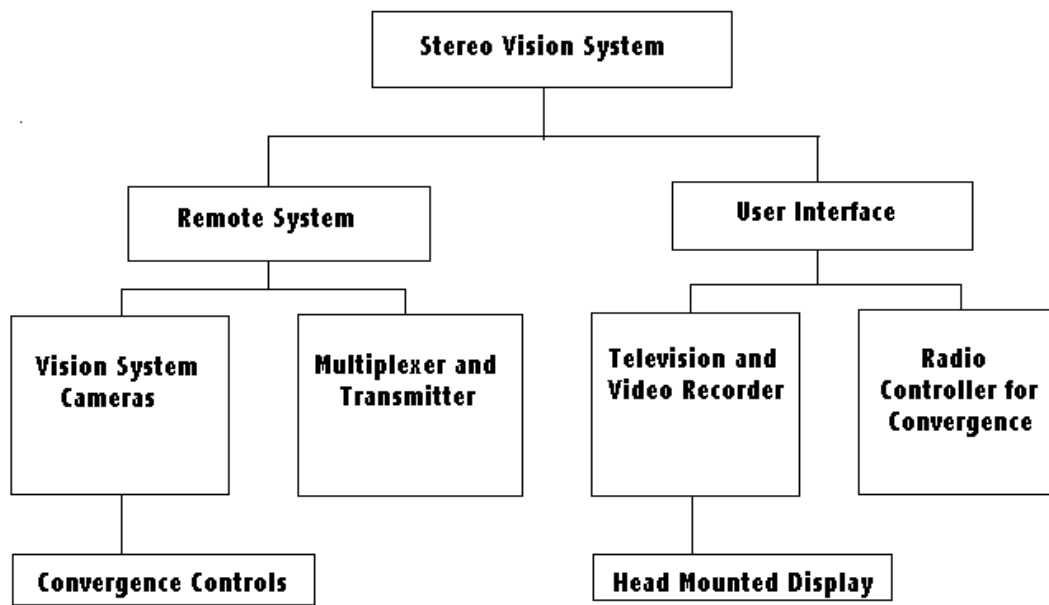 Stereo Vision System
Remote System
User Interface
Vision System
Cameras
Multiplexer and
Transmitter
Television and
Video Recorder
Radio
Controller for
Convergence
Convergence Controls
Head Mounted Display